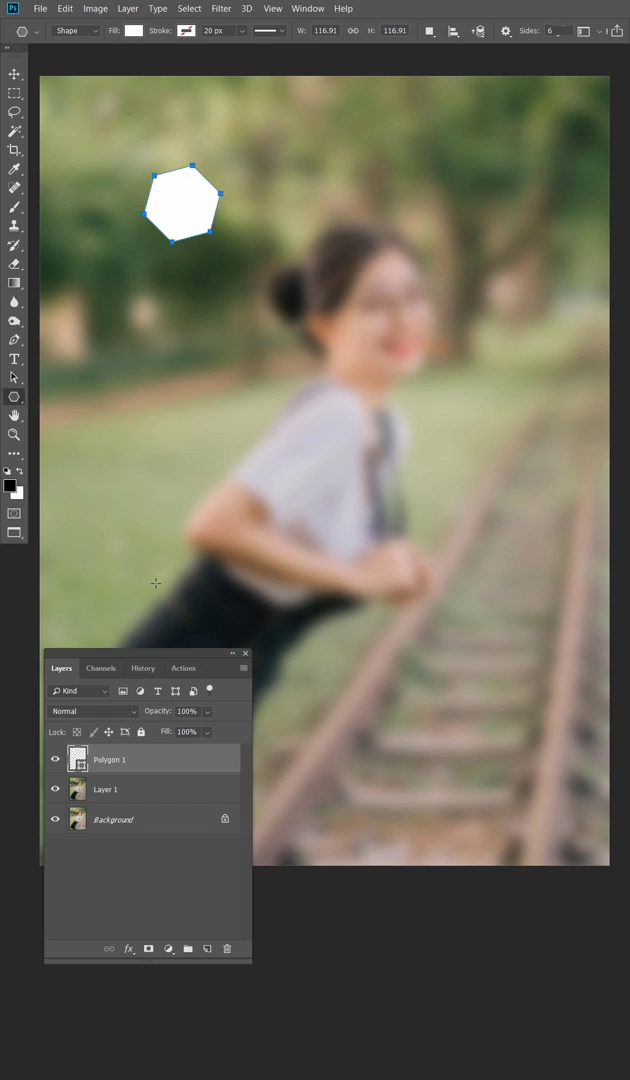 Ps File Edit Image Layer Type Select Filter 3D View Window Help
Shape Fill: Stroke: 20 px W: 116.91 H: 116.91 Sides: 6
T
Layers Channels History Actions
Kind T
Normal Opacity: 100%
Lock: Fill: 100%
Polygon 1
Layer 1
Background
fx